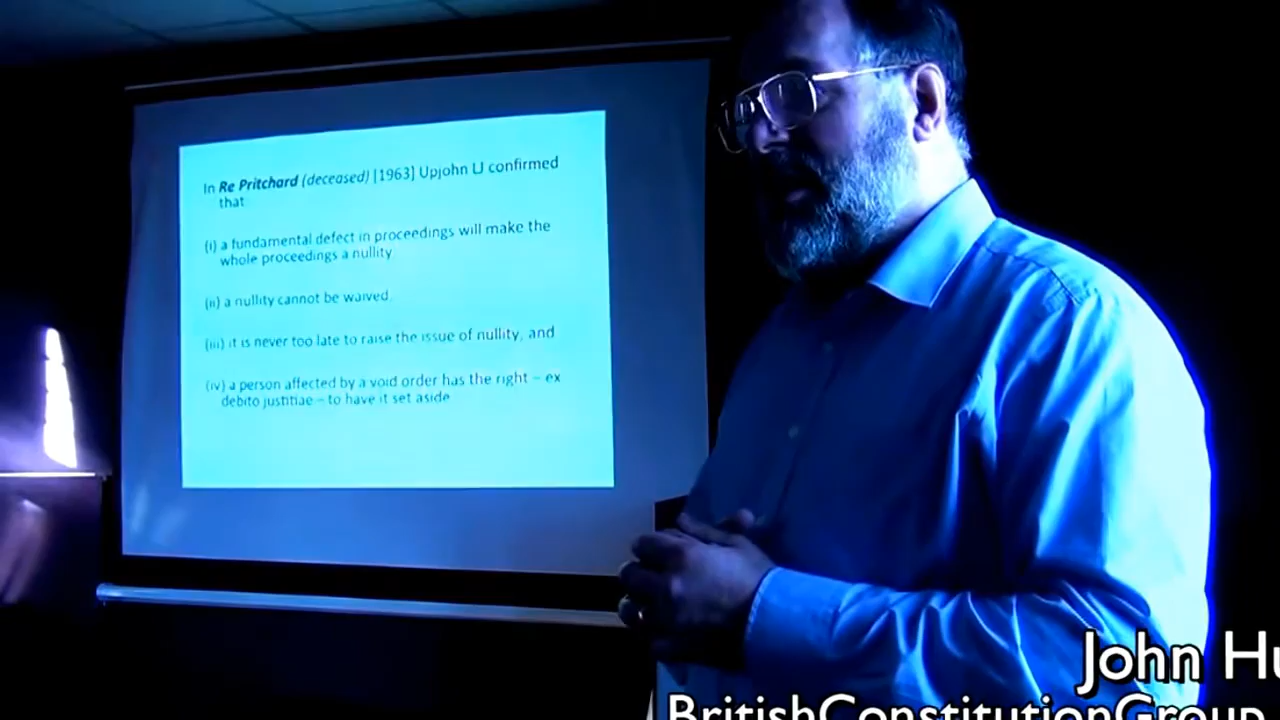 In Re Pritchard (deceased) [1963] Upjohn LJ confirmed
that
(i) a fundamental defect in proceedings will make the
whole proceedings a nullity
(ii) a nullity cannot be waived
(iii) it is never too late to raise the issue of nullity, and
(iv) a person affected by a void order has the right – ex
debito justitiae – to have it set aside
John Hu
BritishConstitutionGroup